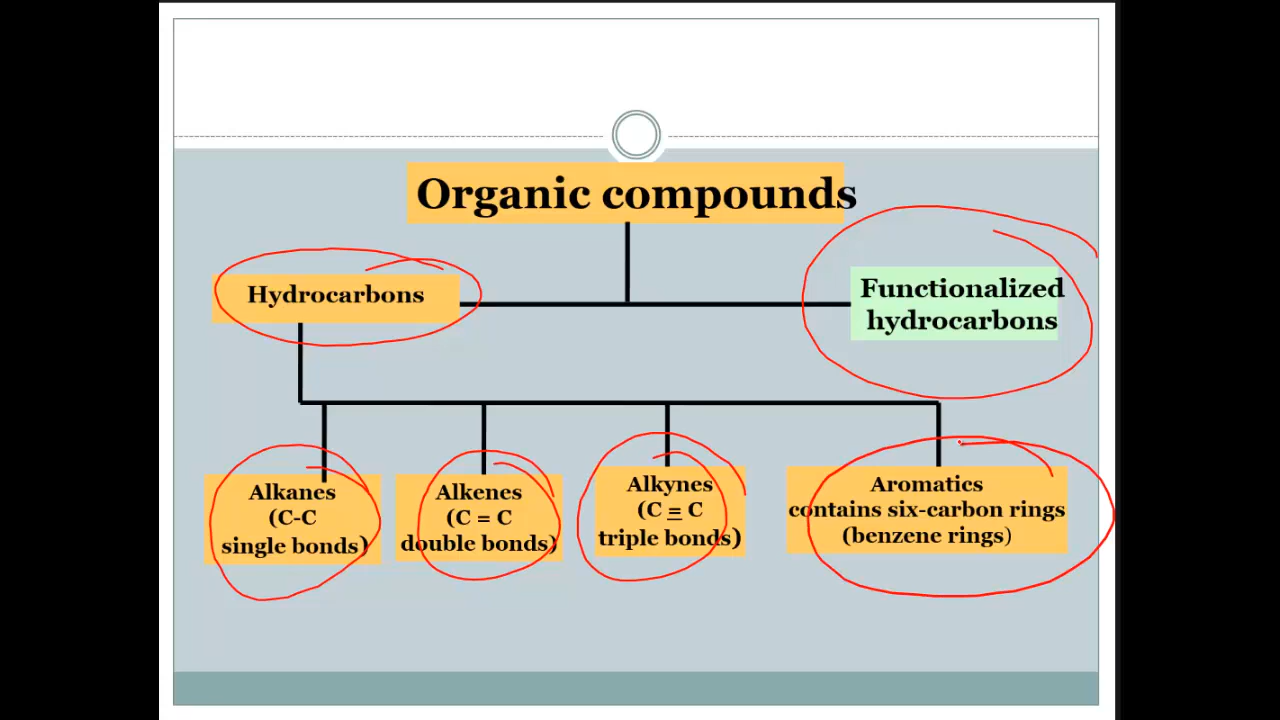 Organic compounds
Hydrocarbons
Functionalized
hydrocarbons
Alkanes
(C-C
single bonds)
Alkenes
(C = C
double bonds)
Alkynes
(C ≡ C
triple bonds)
Aromatics
contains six-carbon rings
(benzene rings)